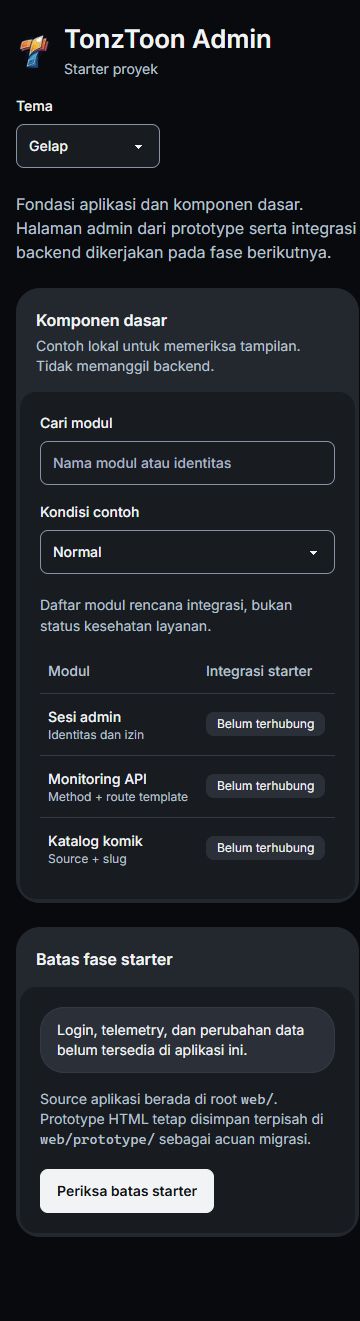 TonzToon Admin
Starter proyek
Tema
Gelap
Fondasi aplikasi dan komponen dasar.
Halaman admin dari prototype serta integrasi
backend dikerjakan pada fase berikutnya.
Komponen dasar
Contoh lokal untuk memeriksa tampilan.
Tidak memanggil backend.
Cari modul
Nama modul atau identitas
Kondisi contoh
Normal
Daftar modul rencana integrasi, bukan
status kesehatan layanan.
Modul Integrasi starter
Sesi admin
Identitas dan izin
Belum terhubung
Monitoring API
Method + route template
Belum terhubung
Katalog komik
Source + slug
Belum terhubung
Batas fase starter
Login, telemetry, dan perubahan data
belum tersedia di aplikasi ini.
Source aplikasi berada di root web/.
Prototype HTML tetap disimpan terpisah di
web/prototype/ sebagai acuan migrasi.
Periksa batas starter